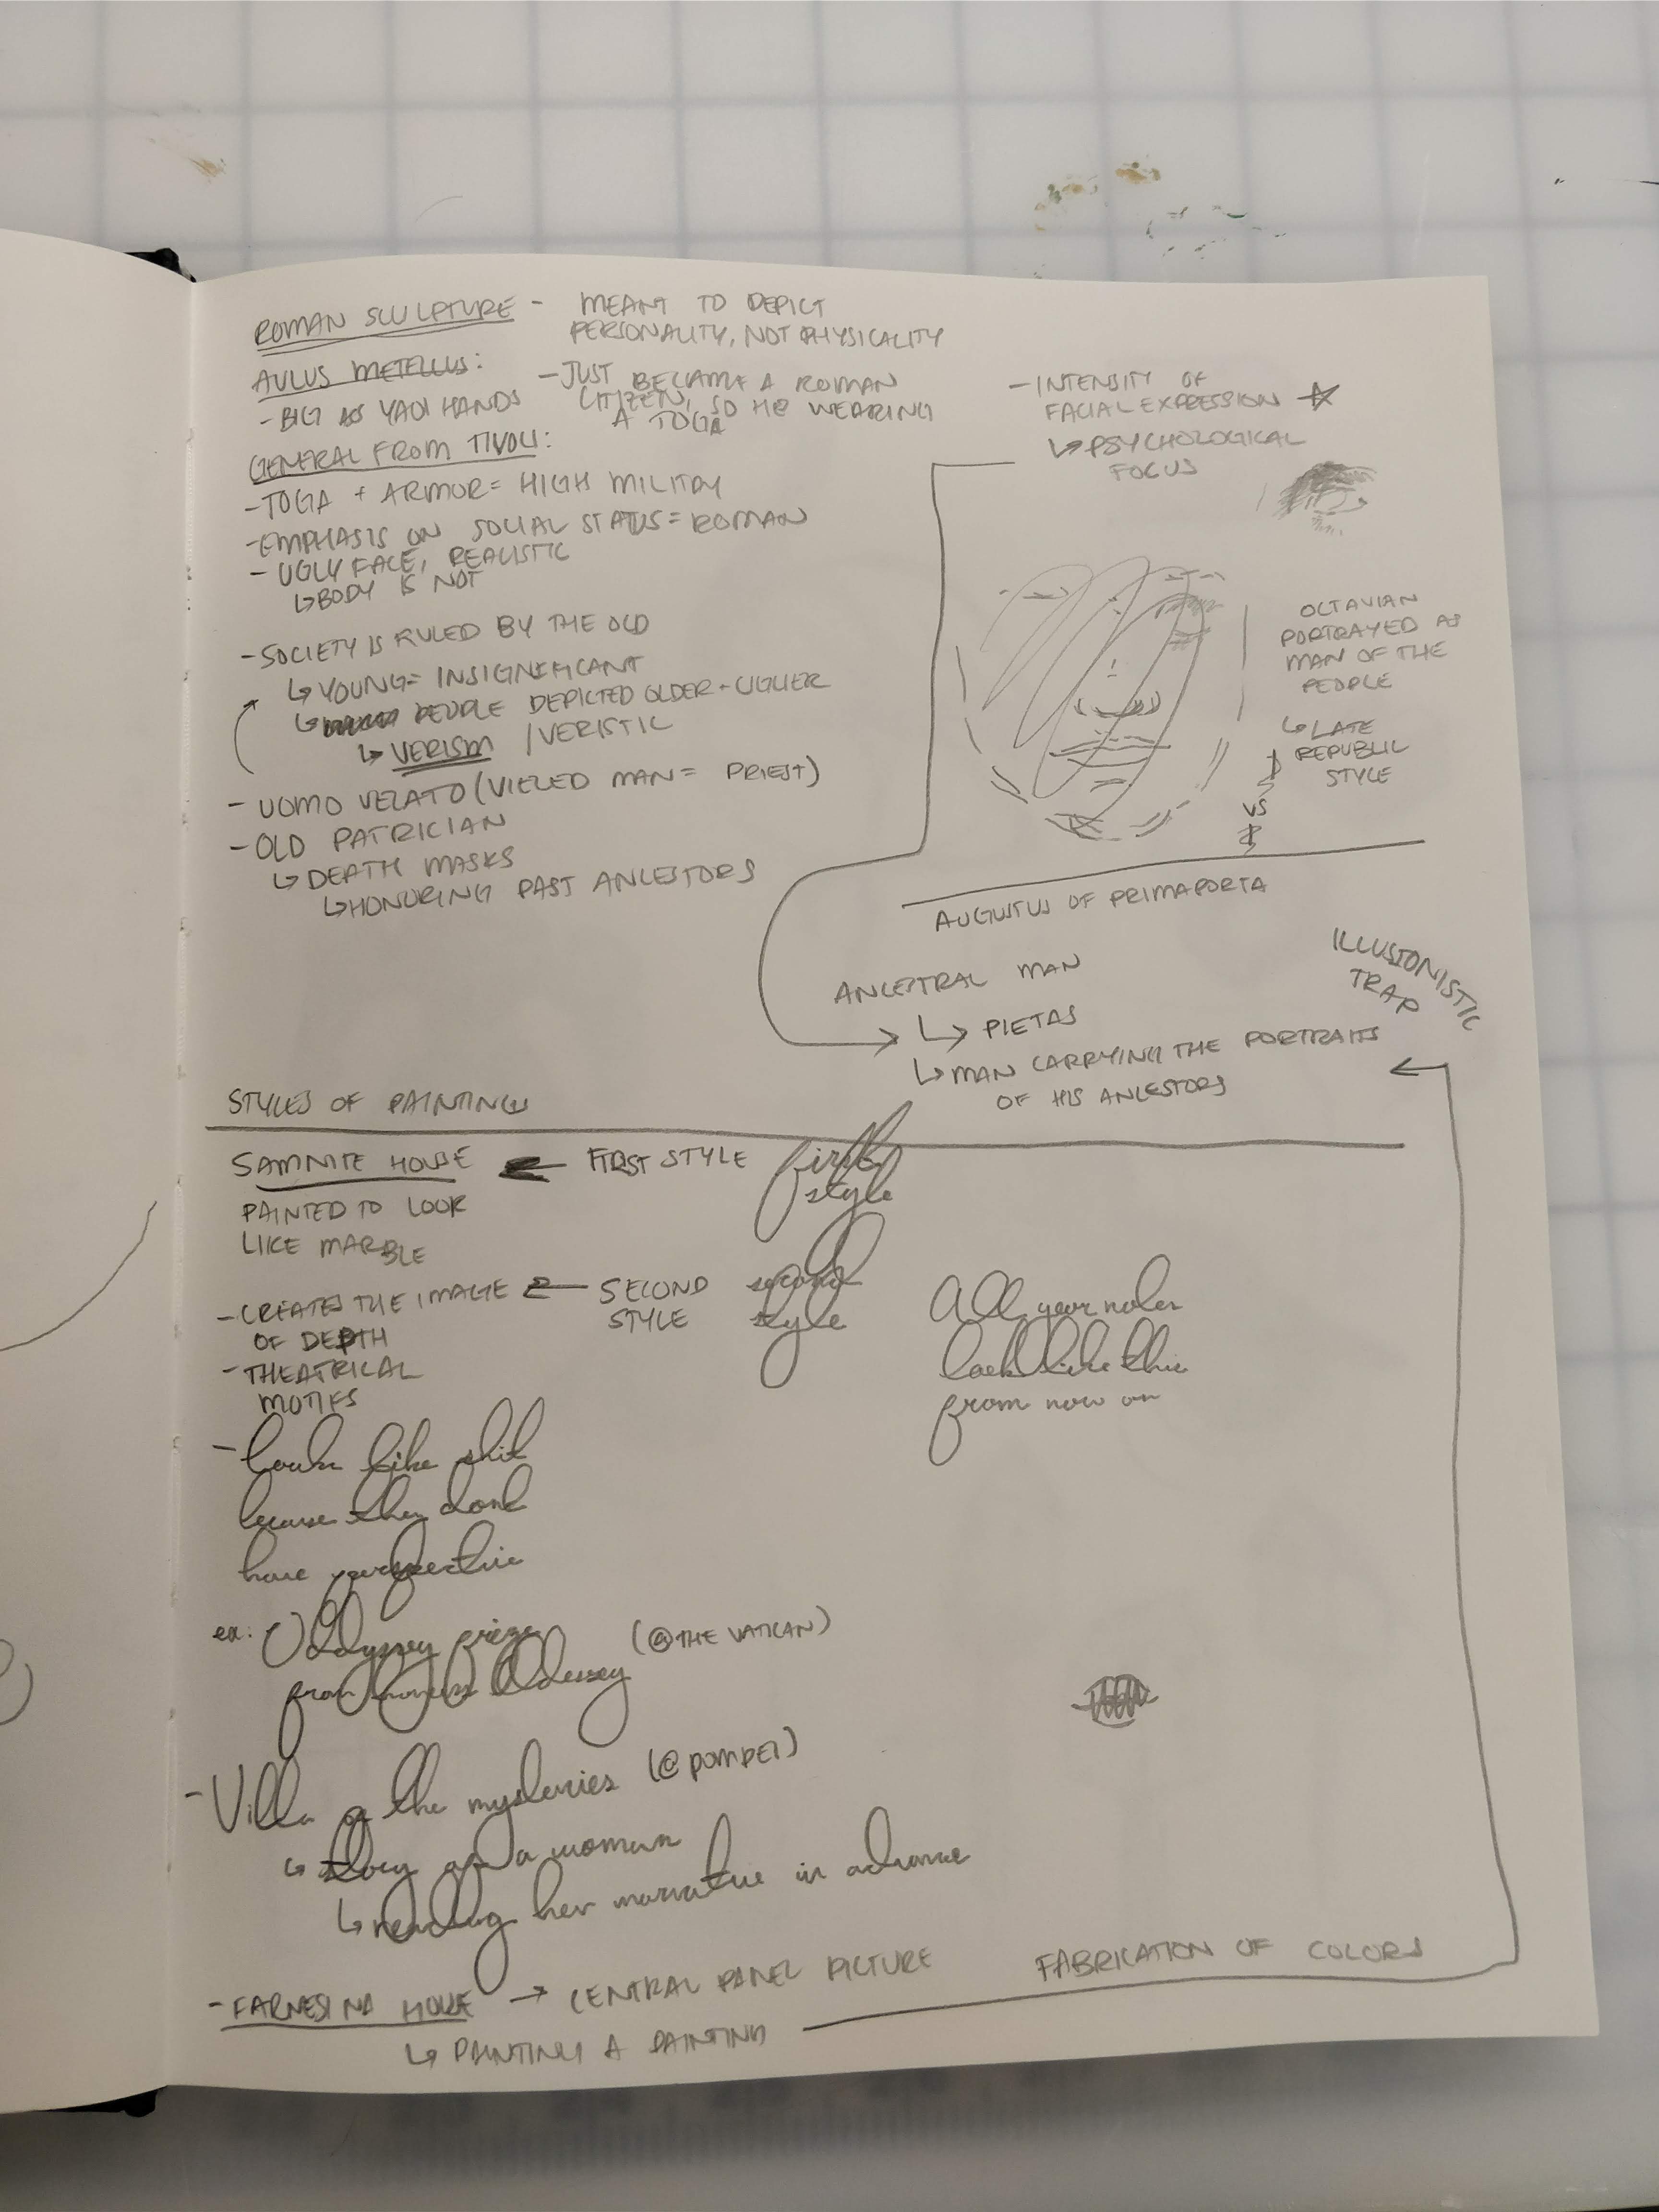 ROMAN SCULPTURE - MEANT TO DEPICT
PERSONALITY, NOT PHYSICALITY
AULUS METELLUS:
- BIG AS YAOI HANDS
- JUST BECAME A ROMAN
CITIZEN, SO HE WEARING
A TOGA
GENERAL FROM TIVOLI:
- TOGA + ARMOR = HIGH MILITAY
- EMPHASIS ON SOCIAL STATUS = ROMAN
- UGLY FACE, REALISTIC
↳ BODY IS NOT
- SOCIETY IS RULED BY THE OLD
↳ YOUNG = INSIGNIFICANT
↳ PEOPLE DEPICTED OLDER + UGLIER
↳ VERISM / VERISTIC
- UOMO VELATO (VIELED MAN = PRIEST)
- OLD PATRICIAN
↳ DEATH MASKS
↳ HONORING PAST ANCESTORS
- INTENSITY OF
FACIAL EXPRESSION ☆
↳ PSYCHOLOGICAL
FOCUS
OCTAVIAN
PORTRAYED AS
MAN OF THE
PEOPLE
↳ LATE
REPUBLIC
STYLE
VS
AUGUSTUS OF PRIMAPORTA
ANCESTRAL MAN
↳ PIETAS
↳ MAN CARRYING THE PORTRAITS
OF HIS ANCESTORS
ILLUSIONISTIC
TRAP
STYLES OF PAINTINGS
SAMNITE HOUSE ← FIRST STYLE
first
style
PAINTED TO LOOK
LIKE MARBLE
- CREATES THE IMAGE ← SECOND
OF DEPTH
STYLE
second
style
- THEATRICAL
MOTIFS
All your notes
look like this
from now on
- looks like shit
because they dont
have perspective
ex: Oddyssey frieze (@THE VATICAN)
from Odessey
- Villa of the mysteries (@POMPEI)
↳ story of a woman
↳ reading her narrative in advance
- FARNESINA HOUSE → CENTRAL PANEL PICTURE
↳ PAINTING A PAINTING
FABRICATION OF COLORS